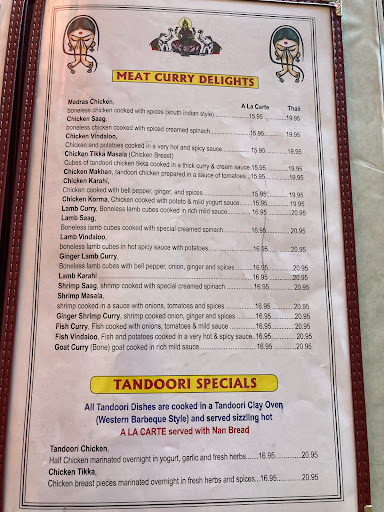 MEAT CURRY DELIGHTS
A La Carte Thali
Madras Chicken,
boneless chicken cooked with spices (south indian style)..................15.95 ..............19.95
Chicken Saag,
boneless chicken cooked with spiced creamed spinach......................15.95..............19.95
Chicken Vindaloo,
Chicken and potatoes cooked in a very hot and spicy sauce ............15.95 ............19.95
Chicken Tikka Masala (Chicken Breast)
Cubes of tandoori chicken tikka cooked in a thick curry & cream sauce.15.95..............19.95
Chicken Makhan, tandoori chicken prepared in a sauce of tomatoes...15.95 ............19.95
Chicken Karahi,
Chicken cooked with bell pepper, ginger, and spices......................15.95..............19.95
Chicken Korma, Chicken cooked with potato & mild yogurt sauce.......15.95..............19.95
Lamb Curry, Boneless lamb cubes cooked in rich mild sauce............16.95 ............20.95
Lamb Saag,
Boneless lamb cubes cooked with special creamed spinach................16.95..............20.95
Lamb Vindaloo,
boneless lamb cubes in hot spicy sauce with potatoes......................16.95..............20.95
Ginger Lamb Curry,
Boneless lamb cubes with bell pepper, onion, ginger and spices..........16.95..............20.95
Lamb Karahi .......................................................................16.95..............20.95
Shrimp Saag, shrimp cooked with special creamed spinach ..............16.95..............20.95
Shrimp Masala,
shrimp cooked in a sauce with onions, tomatoes and spices ............16.95..............20.95
Ginger Shrimp Curry, shrimp cooked onion, ginger and spices ........16.95..............20.95
Fish Curry, Fish cooked with onions, tomatoes & mild sauce ............16.95..............20.95
Fish Vindaloo, Fish and potatoes cooked in a very hot & spicy sauce..16.95............20.95
Goat Curry (Bone) goat cooked in rich mild sauce............................16.95..............20.95
TANDOORI SPECIALS
All Tandoori Dishes are cooked in a Tandoori Clay Oven
(Western Barbeque Style) and served sizzling hot
A LA CARTE served with Nan Bread
Tandoori Chicken,
Half Chicken marinated overnight in yogurt, garlic and fresh herbs......16.95..............20.95
Chicken Tikka,
Chicken breast pieces marinated overnight in fresh herbs and spices...16.95............20.95